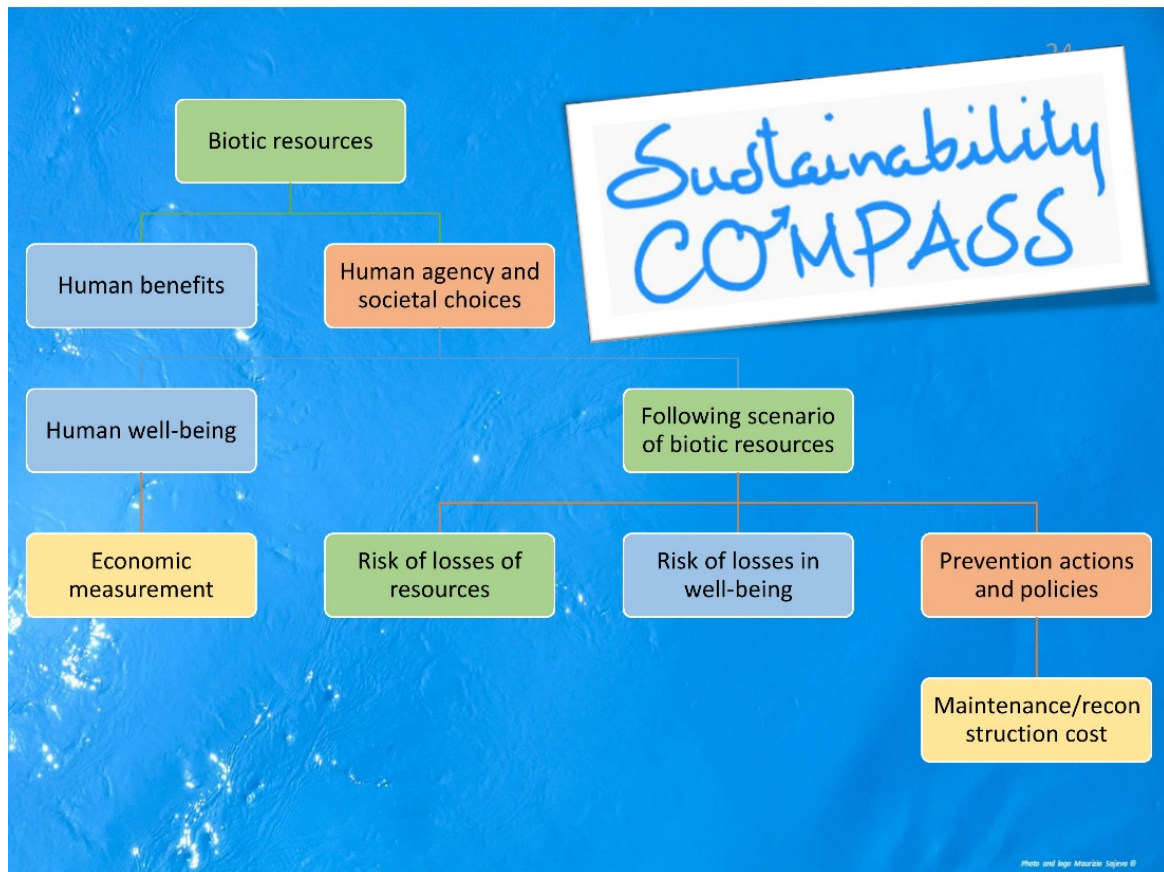 24
Sustainability
COMPASS
Biotic resources
Human benefits
Human agency and
societal choices
Human well-being
Following scenario
of biotic resources
Economic
measurement
Risk of losses of
resources
Risk of losses in
well-being
Prevention actions
and policies
Maintenance/recon
struction cost
Photo and logo Maurizio Sajeva ©